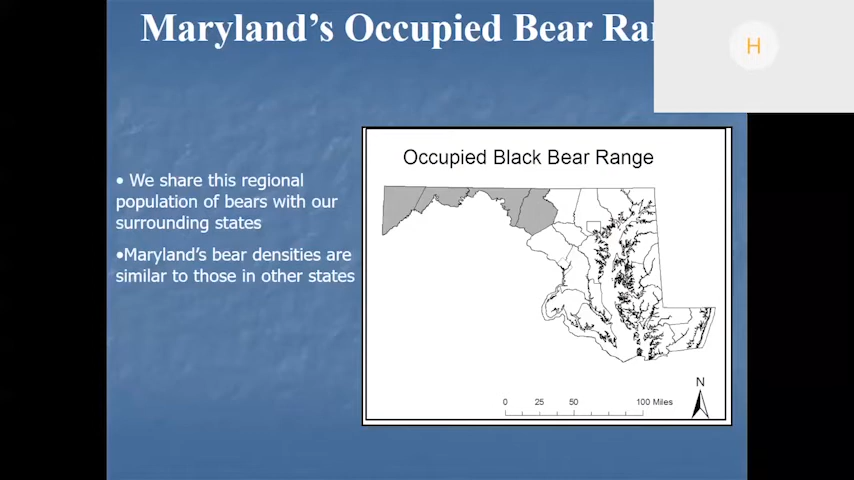 Maryland's Occupied Bear
H
Occupied Black Bear Range
• We share this regional
population of bears with our
surrounding states
•Maryland's bear densities are
similar to those in other states
N
0 25 50 100 Miles